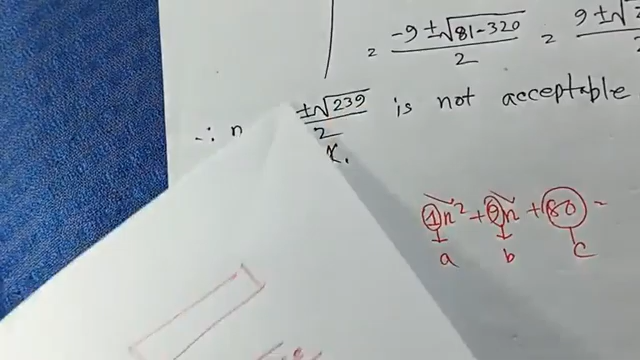 = -9 ± √81-320 / 2 = 9 ± √
∴ n ± √239 / 2 is not acceptable
x.
1n² + 9n + 80 =
a b c